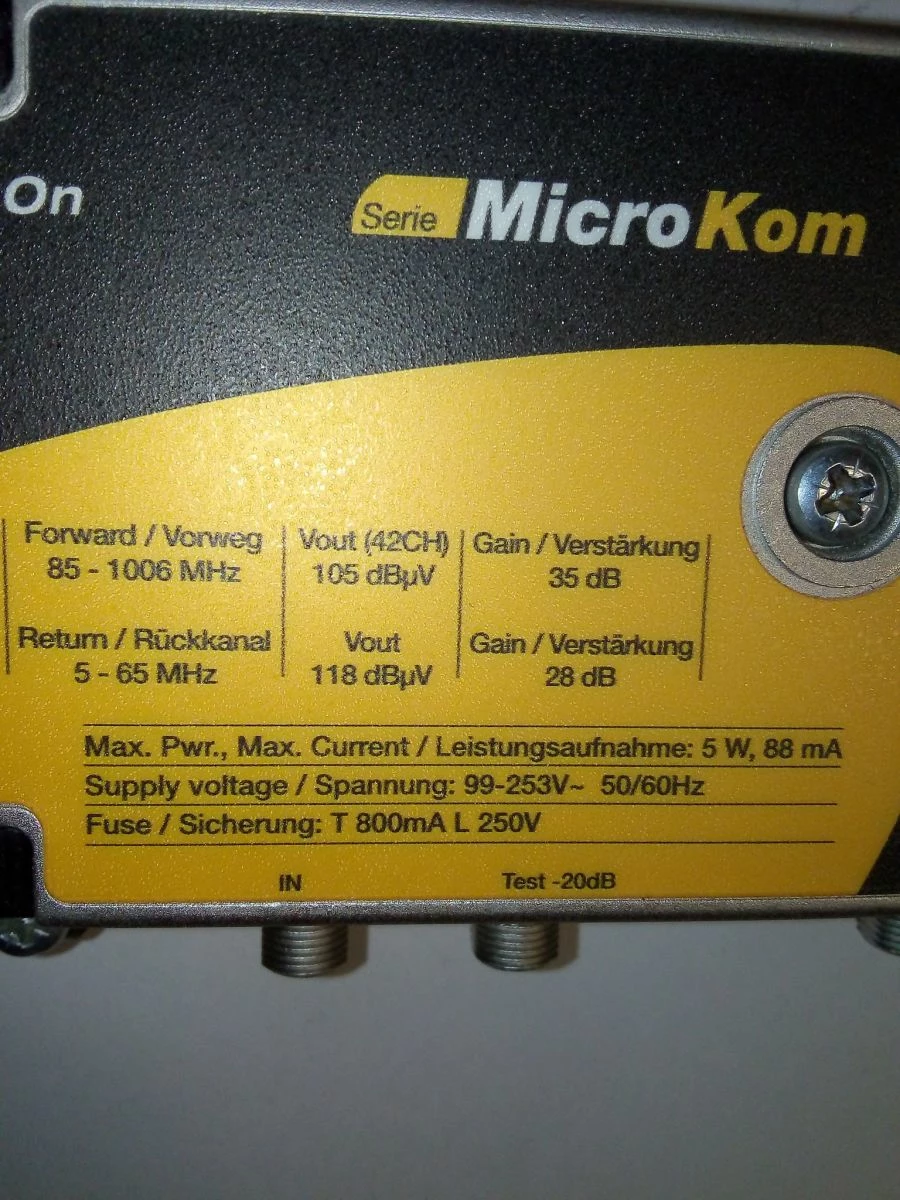 On
Serie MicroKom
Forward / Vorweg
85 - 1006 MHz
Vout (42CH)
105 dBµV
Gain / Verstärkung
35 dB
Return / Rückkanal
5 - 65 MHz
Vout
118 dBµV
Gain / Verstärkung
28 dB
Max. Pwr., Max. Current / Leistungsaufnahme: 5 W, 88 mA
Supply voltage / Spannung: 99-253V~ 50/60Hz
Fuse / Sicherung: T 800mA L 250V
IN
Test -20dB